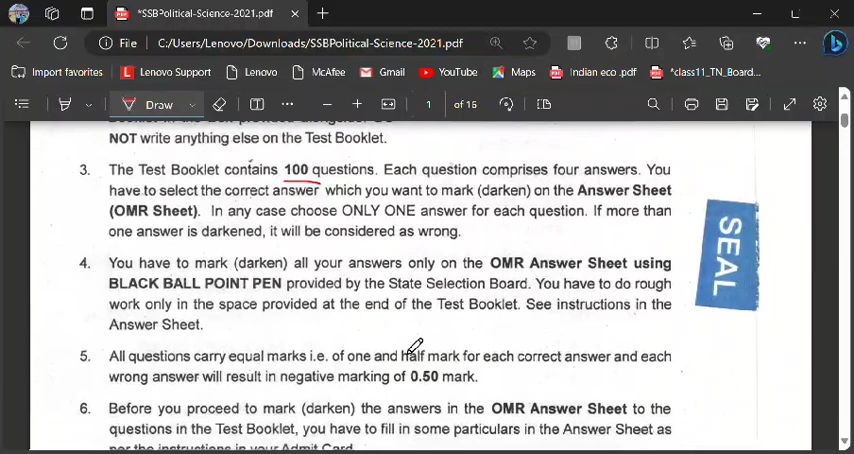 *SSBPolitical-Science-2021.pdf
File C:/Users/Lenovo/Downloads/SSBPolitical-Science-2021.pdf
Import favorites Lenovo Support Lenovo McAfee Gmail YouTube Maps Indian eco .pdf *class11_TN_Board...
Draw 1 of 15
NOT write anything else on the Test Booklet.
3. The Test Booklet contains 100 questions. Each question comprises four answers. You
have to select the correct answer which you want to mark (darken) on the Answer Sheet
(OMR Sheet). In any case choose ONLY ONE answer for each question. If more than
one answer is darkened, it will be considered as wrong.
SEAL
4. You have to mark (darken) all your answers only on the OMR Answer Sheet using
BLACK BALL POINT PEN provided by the State Selection Board. You have to do rough
work only in the space provided at the end of the Test Booklet. See instructions in the
Answer Sheet.
5. All questions carry equal marks i.e. of one and half mark for each correct answer and each
wrong answer will result in negative marking of 0.50 mark.
6. Before you proceed to mark (darken) the answers in the OMR Answer Sheet to the
questions in the Test Booklet, you have to fill in some particulars in the Answer Sheet as
per the instructions in your Admit Card.